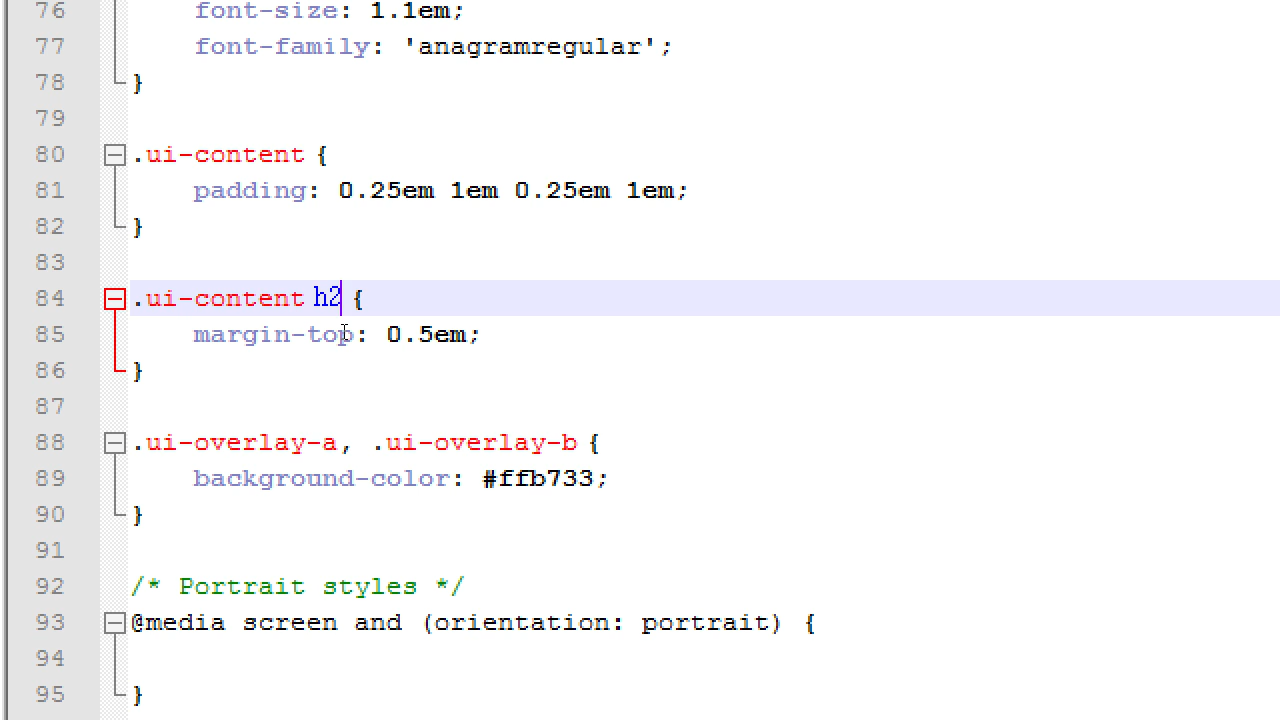 76 font-size: 1.1em;
77 font-family: 'anagramregular';
78 }
79
80 .ui-content {
81 padding: 0.25em 1em 0.25em 1em;
82 }
83
84 .ui-content h2 {
85 margin-top: 0.5em;
86 }
87
88 .ui-overlay-a, .ui-overlay-b {
89 background-color: #ffb733;
90 }
91
92 /* Portrait styles */
93 @media screen and (orientation: portrait) {
94
95 }